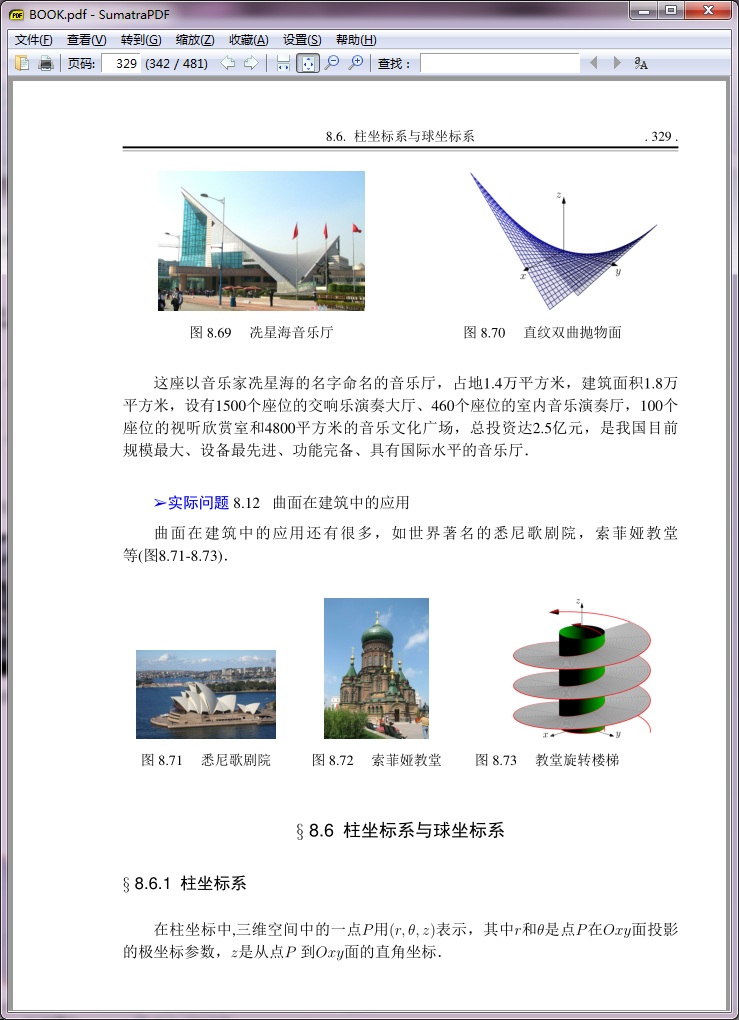 BOOK.pdf - SumatraPDF
文件(F) 查看(V) 转到(G) 缩放(Z) 收藏(A) 设置(S) 帮助(H)
页码: 329 (342 / 481) 查找：
8.6. 柱坐标系与球坐标系 . 329 .
z
x
y
图 8.69 冼星海音乐厅 图 8.70 直纹双曲抛物面
这座以音乐家冼星海的名字命名的音乐厅，占地1.4万平方米，建筑面积1.8万
平方米，设有1500个座位的交响乐演奏大厅、460个座位的室内音乐演奏厅，100个
座位的视听欣赏室和4800平方米的音乐文化广场，总投资达2.5亿元，是我国目前
规模最大、设备最先进、功能完备、具有国际水平的音乐厅．
➢实际问题 8.12 曲面在建筑中的应用
曲面在建筑中的应用还有很多，如世界著名的悉尼歌剧院，索菲娅教堂
等(图8.71-8.73)．
z
x
y
图 8.71 悉尼歌剧院 图 8.72 索菲娅教堂 图 8.73 教堂旋转楼梯
§ 8.6 柱坐标系与球坐标系
§ 8.6.1 柱坐标系
在柱坐标中,三维空间中的一点P用(r, θ, z)表示，其中r和θ是点P在Oxy面投影
的极坐标参数，z是从点P 到Oxy面的直角坐标．